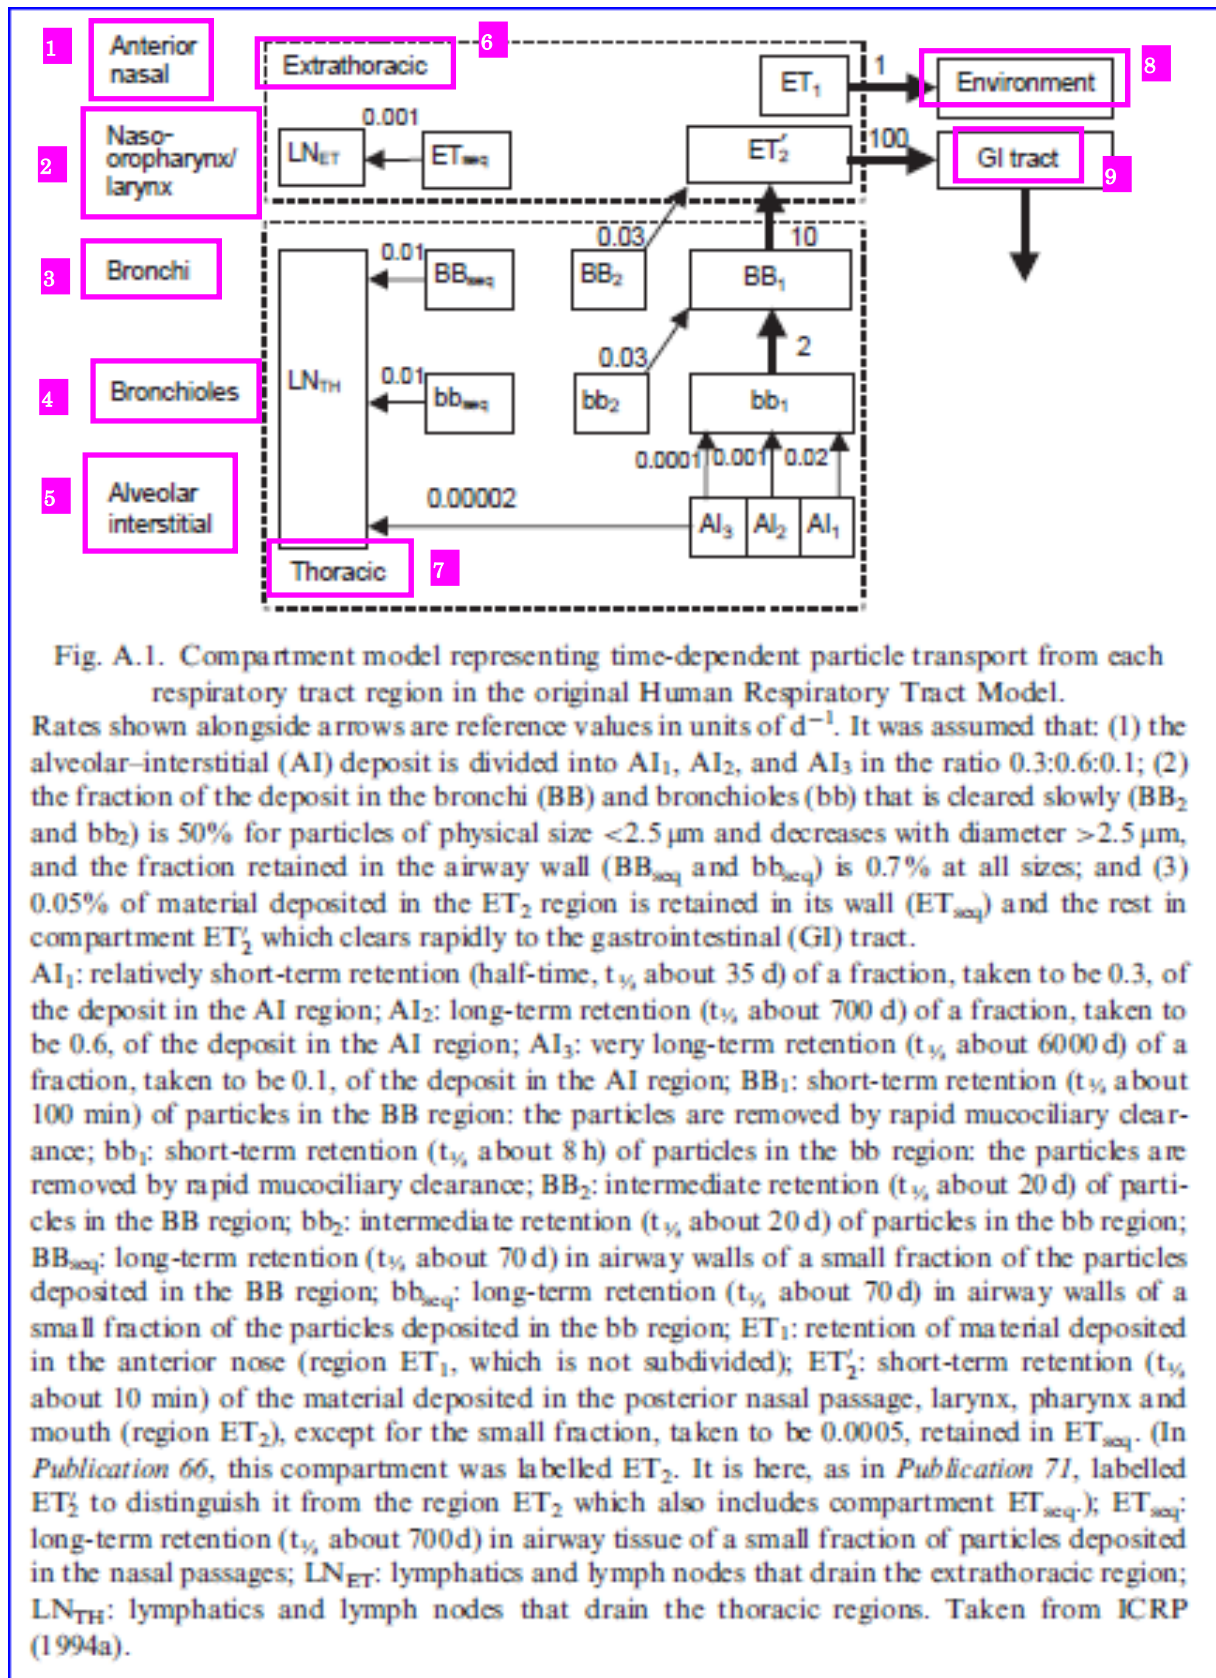 1
Anterior
nasal
6
Extrathoracic
ET1
1
8
Environment
2
Naso-
oropharynx/
larynx
0.001
LNET
ETseq
ET′2
100
GI tract
9
3
Bronchi
0.01
BBseq
0.03
BB2
10
BB1
LNTH
4
Bronchioles
0.01
bbseq
0.03
bb2
2
bb1
0.0001
0.001
0.02
5
Alveolar
interstitial
0.00002
AI3
AI2
AI1
Thoracic
7
Fig. A.1. Compartment model representing time-dependent particle transport from each
respiratory tract region in the original Human Respiratory Tract Model.
Rates shown alongside arrows are reference values in units of d−1. It was assumed that: (1) the
alveolar–interstitial (AI) deposit is divided into AI1, AI2, and AI3 in the ratio 0.3:0.6:0.1; (2)
the fraction of the deposit in the bronchi (BB) and bronchioles (bb) that is cleared slowly (BB2
and bb2) is 50% for particles of physical size <2.5 μm and decreases with diameter >2.5 μm,
and the fraction retained in the airway wall (BBseq and bbseq) is 0.7% at all sizes; and (3)
0.05% of material deposited in the ET2 region is retained in its wall (ETseq) and the rest in
compartment ET′2 which clears rapidly to the gastrointestinal (GI) tract.
AI1: relatively short-term retention (half-time, t½ about 35 d) of a fraction, taken to be 0.3, of
the deposit in the AI region; AI2: long-term retention (t½ about 700 d) of a fraction, taken to
be 0.6, of the deposit in the AI region; AI3: very long-term retention (t½ about 6000 d) of a
fraction, taken to be 0.1, of the deposit in the AI region; BB1: short-term retention (t½ about
100 min) of particles in the BB region: the particles are removed by rapid mucociliary clear-
ance; bb1: short-term retention (t½ about 8 h) of particles in the bb region: the particles are
removed by rapid mucociliary clearance; BB2: intermediate retention (t½ about 20 d) of parti-
cles in the BB region; bb2: intermediate retention (t½ about 20 d) of particles in the bb region;
BBseq: long-term retention (t½ about 70 d) in airway walls of a small fraction of the particles
deposited in the BB region; bbseq: long-term retention (t½ about 70 d) in airway walls of a
small fraction of the particles deposited in the bb region; ET1: retention of material deposited
in the anterior nose (region ET1, which is not subdivided); ET′2: short-term retention (t½
about 10 min) of the material deposited in the posterior nasal passage, larynx, pharynx and
mouth (region ET2), except for the small fraction, taken to be 0.0005, retained in ETseq. (In
Publication 66, this compartment was labelled ET2. It is here, as in Publication 71, labelled
ET′2 to distinguish it from the region ET2 which also includes compartment ETseq.); ETseq:
long-term retention (t½ about 700d) in airway tissue of a small fraction of particles deposited
in the nasal passages; LNET: lymphatics and lymph nodes that drain the extrathoracic region;
LNTH: lymphatics and lymph nodes that drain the thoracic regions. Taken from ICRP
(1994a).